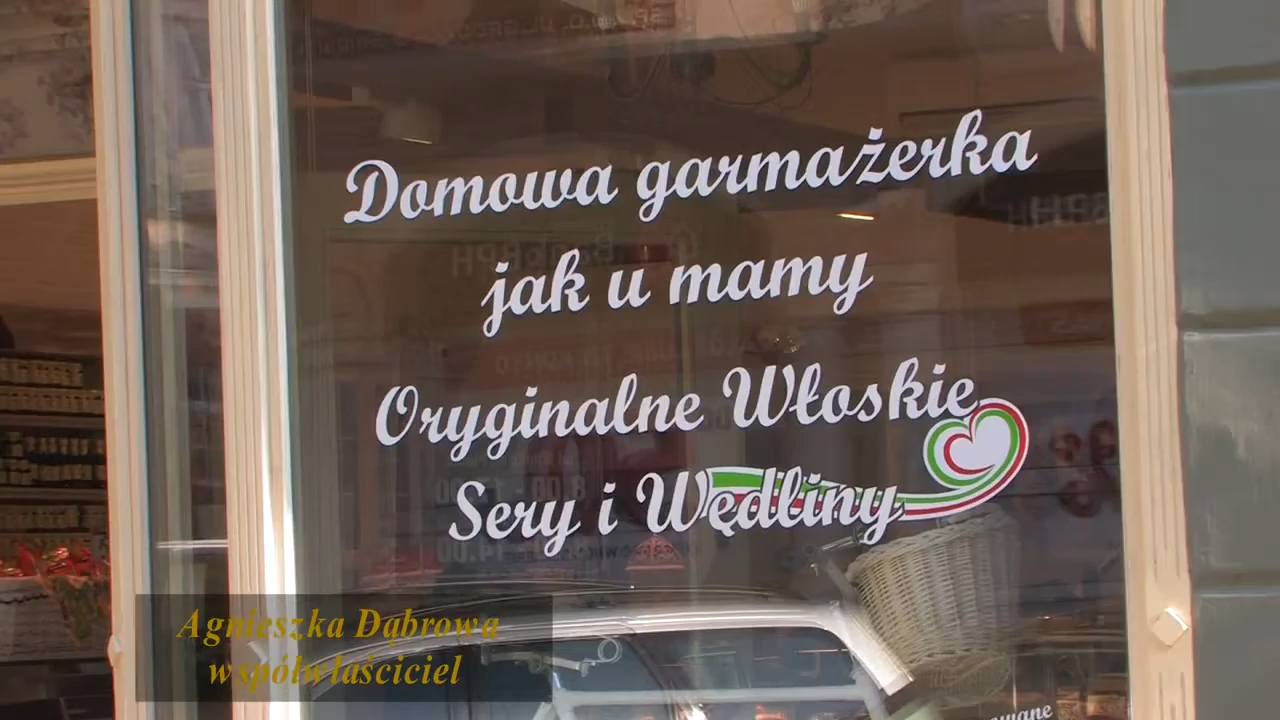 Domowa garmażerka
jak u mamy
Oryginalne Włoskie
Sery i Wędliny
Agnieszka Dąbrowa
współwłaściciel